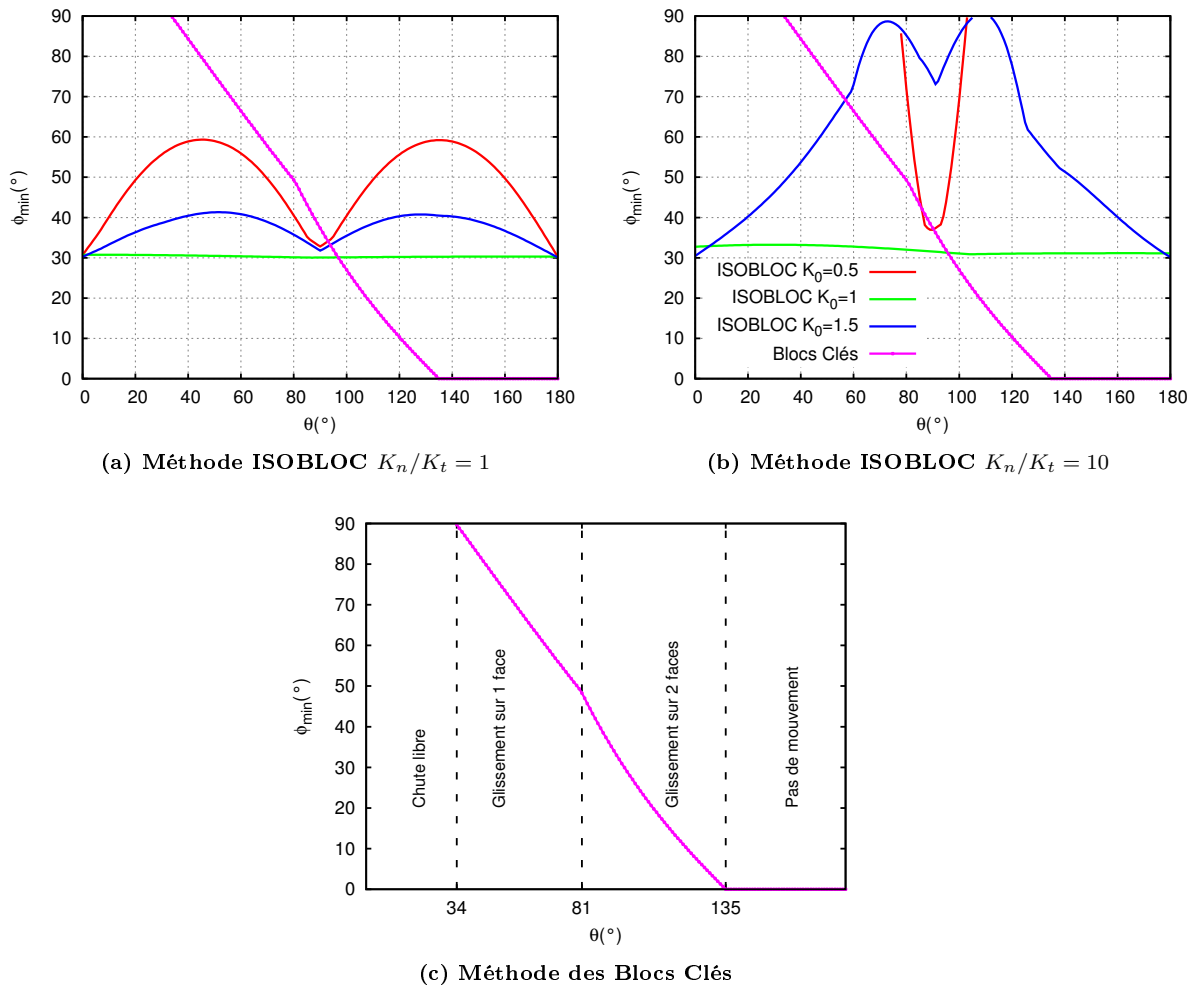 90
80
70
60
50
40
30
20
10
0
ϕmin(°)
0 20 40 60 80 100 120 140 160 180
θ(°)
(a) Méthode ISOBLOC Kn/Kt = 1
90
80
70
60
50
40
30
20
10
0
ϕmin(°)
ISOBLOC K0=0.5
ISOBLOC K0=1
ISOBLOC K0=1.5
Blocs Clés
0 20 40 60 80 100 120 140 160 180
θ(°)
(b) Méthode ISOBLOC Kn/Kt = 10
90
80
70
60
50
40
30
20
10
0
ϕmin(°)
Chute libre
Glissement sur 1 face
Glissement sur 2 faces
Pas de mouvement
34 81 135
θ(°)
(c) Méthode des Blocs Clés